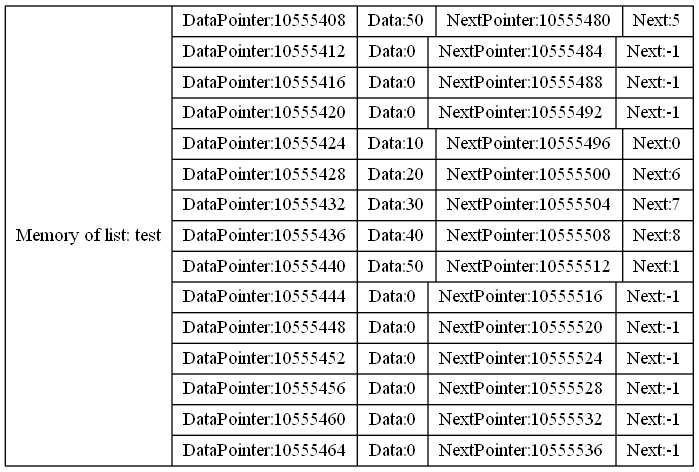 Memory of list: test
DataPointer:10555408 Data:50 NextPointer:10555480 Next:5
DataPointer:10555412 Data:0 NextPointer:10555484 Next:-1
DataPointer:10555416 Data:0 NextPointer:10555488 Next:-1
DataPointer:10555420 Data:0 NextPointer:10555492 Next:-1
DataPointer:10555424 Data:10 NextPointer:10555496 Next:0
DataPointer:10555428 Data:20 NextPointer:10555500 Next:6
DataPointer:10555432 Data:30 NextPointer:10555504 Next:7
DataPointer:10555436 Data:40 NextPointer:10555508 Next:8
DataPointer:10555440 Data:50 NextPointer:10555512 Next:1
DataPointer:10555444 Data:0 NextPointer:10555516 Next:-1
DataPointer:10555448 Data:0 NextPointer:10555520 Next:-1
DataPointer:10555452 Data:0 NextPointer:10555524 Next:-1
DataPointer:10555456 Data:0 NextPointer:10555528 Next:-1
DataPointer:10555460 Data:0 NextPointer:10555532 Next:-1
DataPointer:10555464 Data:0 NextPointer:10555536 Next:-1